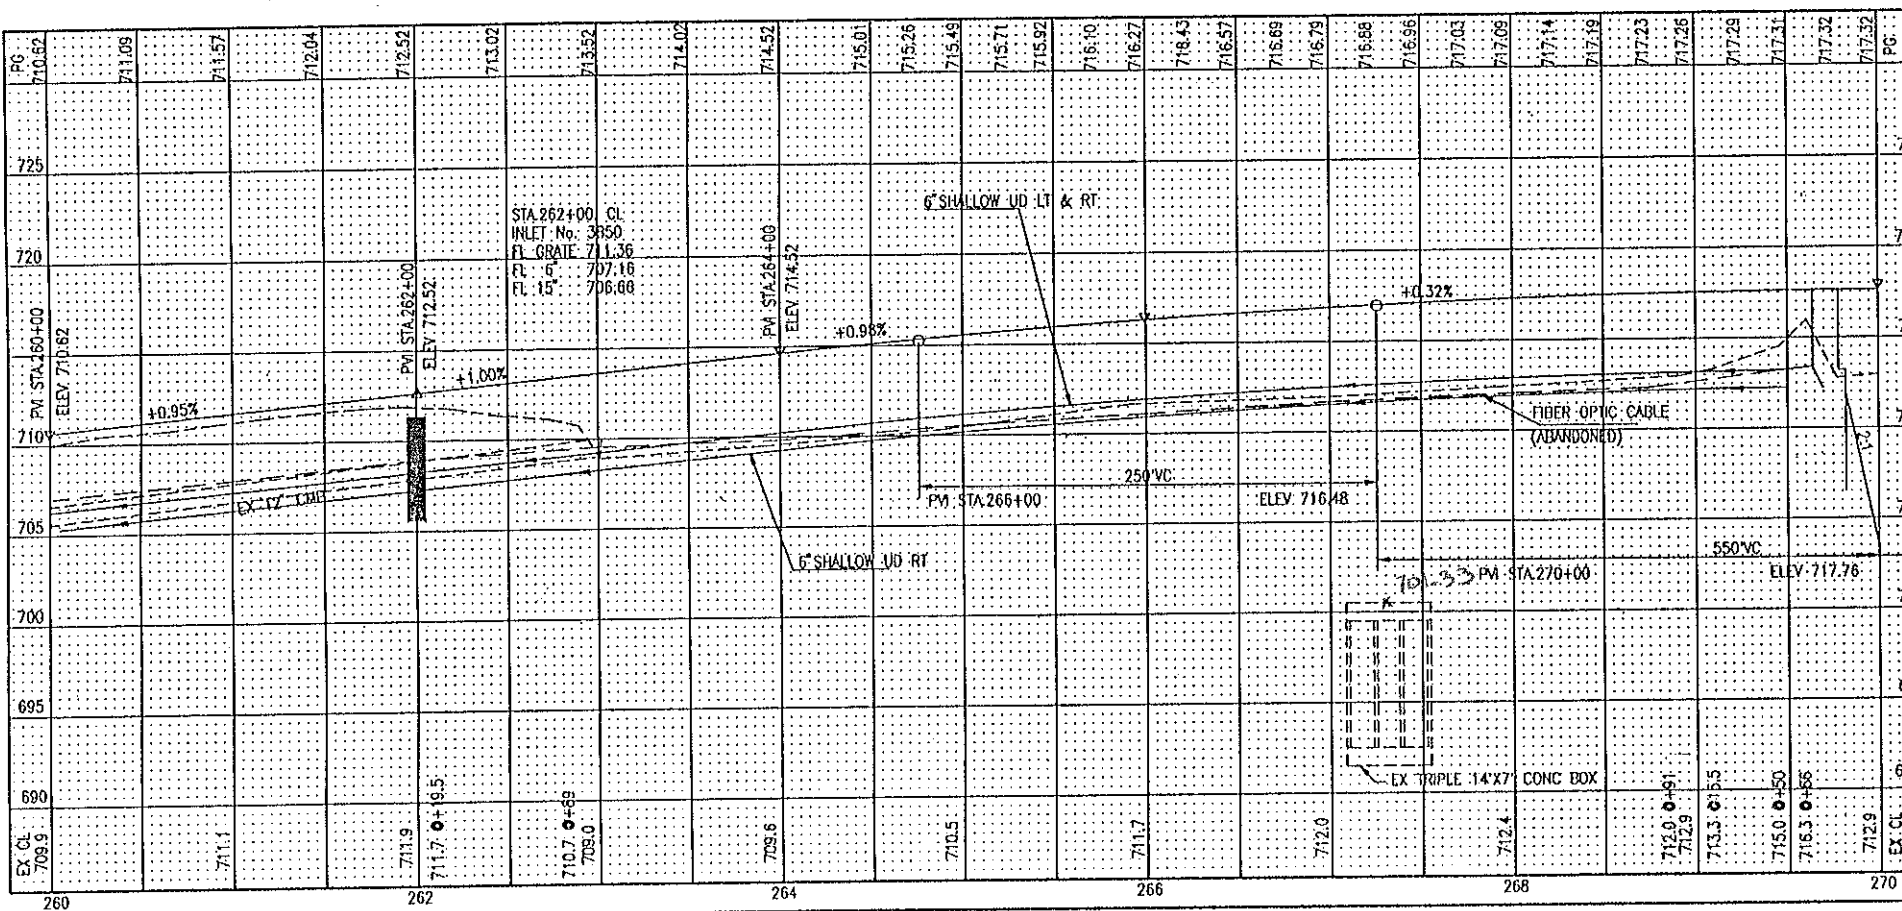 PG
710.62
711.09
711.57
712.04
712.52
713.02
713.52
714.02
714.52
715.01
715.26
715.49
715.71
715.92
716.10
716.27
716.43
716.57
716.69
716.79
716.88
716.96
717.03
717.09
717.14
717.19
717.23
717.26
717.29
717.31
717.32
717.32
PG
725
720
710
705
700
695
690
PVI STA.260+00
ELEV 710.62
+0.95%
PVI STA.262+00
ELEV 712.52
+1.00%
STA.262+00 CL
INLET No. 3850
FL GRATE 711.36
FL 6" 707.16
FL 15" 706.66
PVI STA.264+00
ELEV 714.52
+0.98%
6" SHALLOW UD LT & RT
+0.32%
FIBER OPTIC CABLE
(ABANDONED)
EX 12" CMP
250'VC
PVI STA.266+00
ELEV 716.48
6" SHALLOW UD RT
550'VC
701.33
PVI STA.270+00
ELEV 717.76
EX TRIPLE 14'X7' CONC BOX
EX CL
709.9
711.1
711.9
711.7 +19.5
710.7 +89
709.0
709.6
710.5
711.7
712.0
712.4
712.0 +91
712.9
713.3 15.5
715.0 +50
716.3 +66
712.9
EX CL
260
262
264
266
268
270